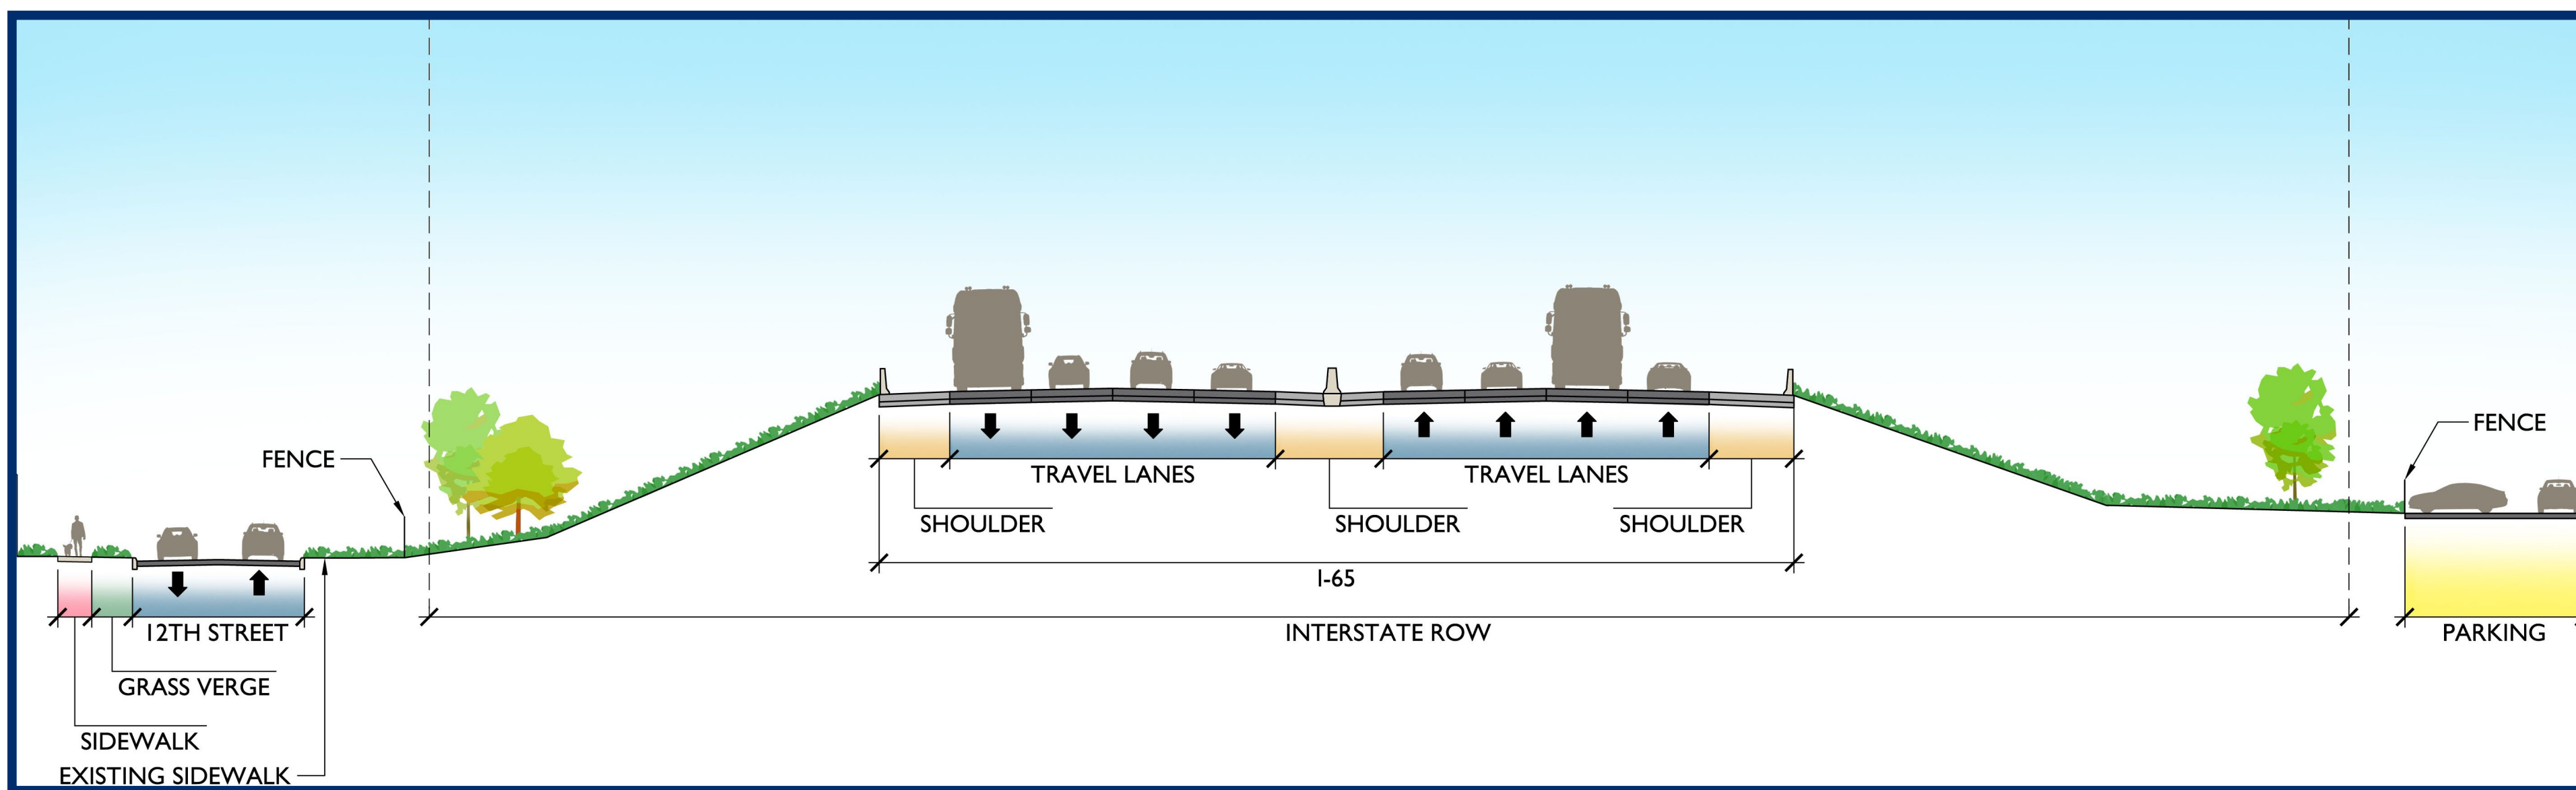 FENCE
FENCE
TRAVEL LANES
TRAVEL LANES
SHOULDER
SHOULDER
SHOULDER
I-65
12TH STREET
INTERSTATE ROW
PARKING
GRASS VERGE
SIDEWALK
EXISTING SIDEWALK